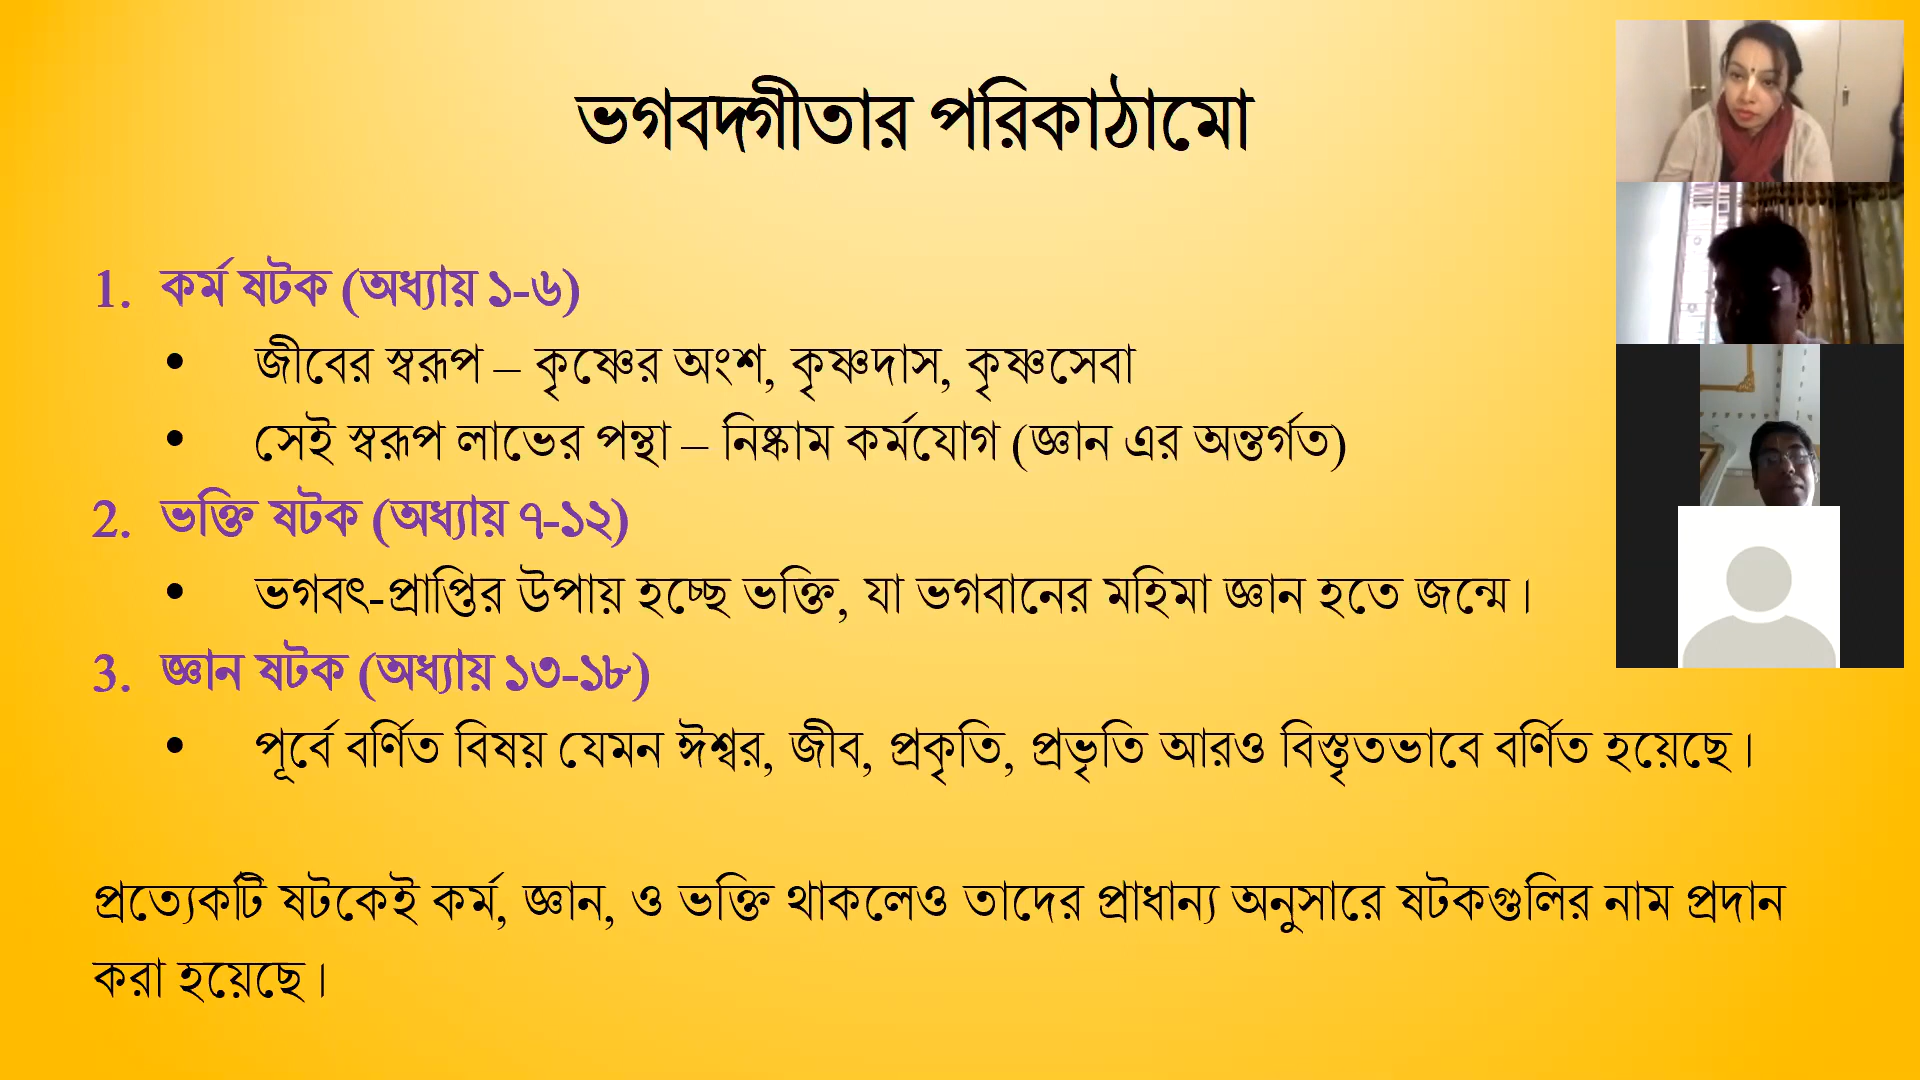 ভগবদ্গীতার পরিকাঠামো
1. কর্ম ষটক (অধ্যায় ১-৬)
• জীবের স্বরূপ – কৃষ্ণের অংশ, কৃষ্ণদাস, কৃষ্ণসেবা
• সেই স্বরূপ লাভের পন্থা – নিষ্কাম কর্মযোগ (জ্ঞান এর অন্তর্গত)
2. ভক্তি ষটক (অধ্যায় ৭-১২)
• ভগবৎ-প্রাপ্তির উপায় হচ্ছে ভক্তি, যা ভগবানের মহিমা জ্ঞান হতে জন্মে।
3. জ্ঞান ষটক (অধ্যায় ১৩-১৮)
• পূর্বে বর্ণিত বিষয় যেমন ঈশ্বর, জীব, প্রকৃতি, প্রভৃতি আরও বিস্তৃতভাবে বর্ণিত হয়েছে।
প্রত্যেকটি ষটকেই কর্ম, জ্ঞান, ও ভক্তি থাকলেও তাদের প্রাধান্য অনুসারে ষটকগুলির নাম প্রদান
করা হয়েছে।